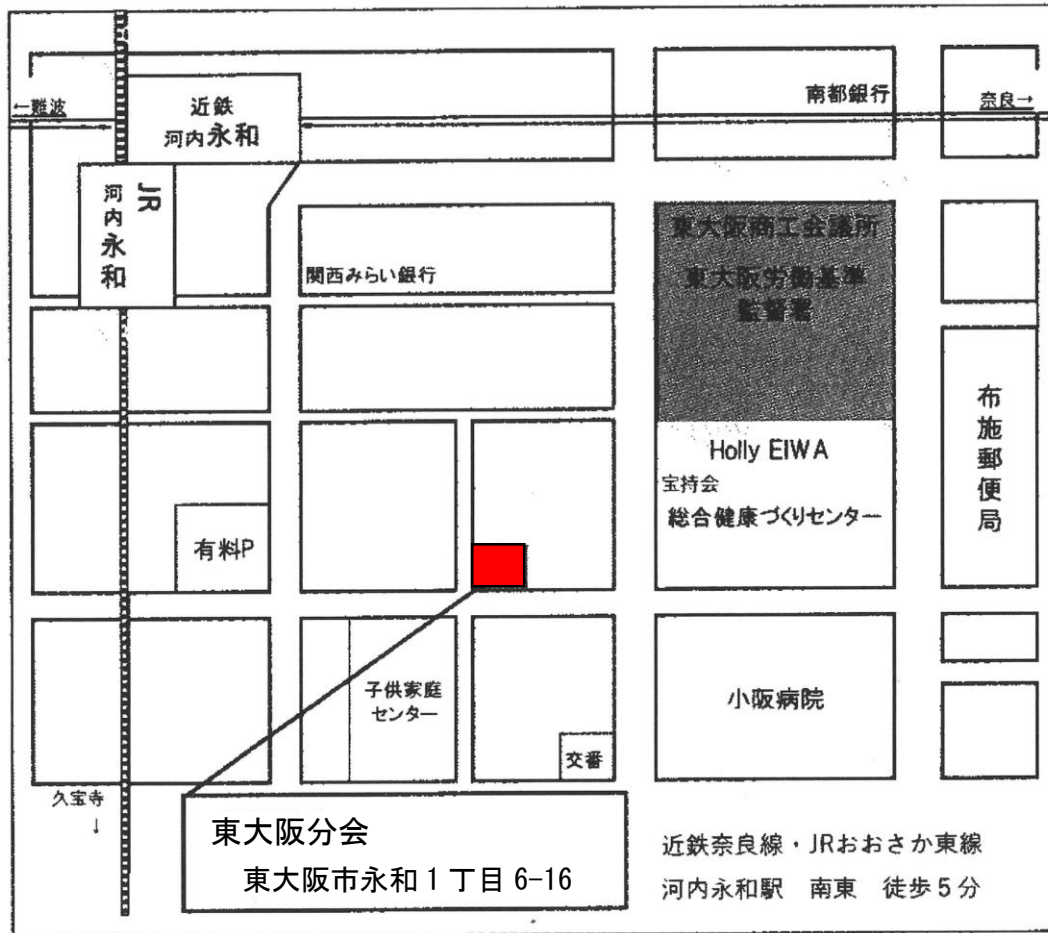 ←難波
近鉄
河内永和
南都銀行
奈良→
JR
河内永和
関西みらい銀行
東大阪商工会議所
東大阪労働基準
監督署
布施郵便局
Holly EIWA
宝持会
総合健康づくりセンター
有料P
子供家庭
センター
交番
小阪病院
久宝寺
↓
東大阪分会
東大阪市永和1丁目6-16
近鉄奈良線・JRおおさか東線
河内永和駅 南東 徒歩5分